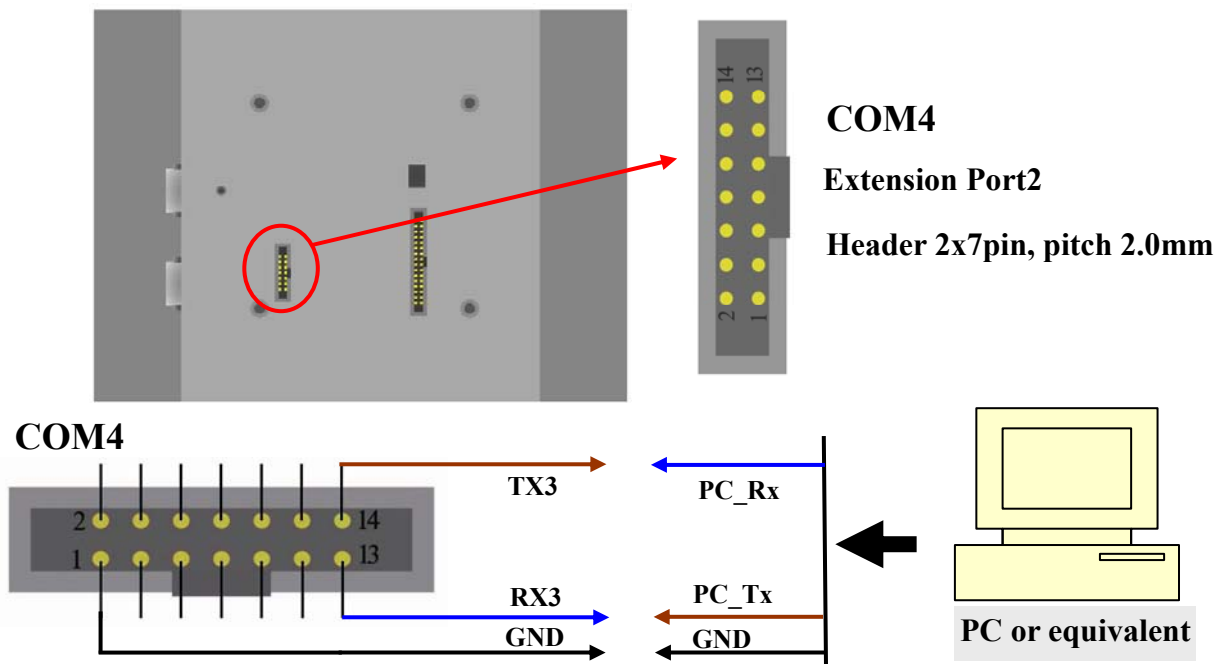 14 13
COM4
Extension Port2
Header 2x7pin, pitch 2.0mm
2 1
COM4
TX3
PC_Rx
2
14
1
13
RX3
PC_Tx
GND
GND
PC or equivalent